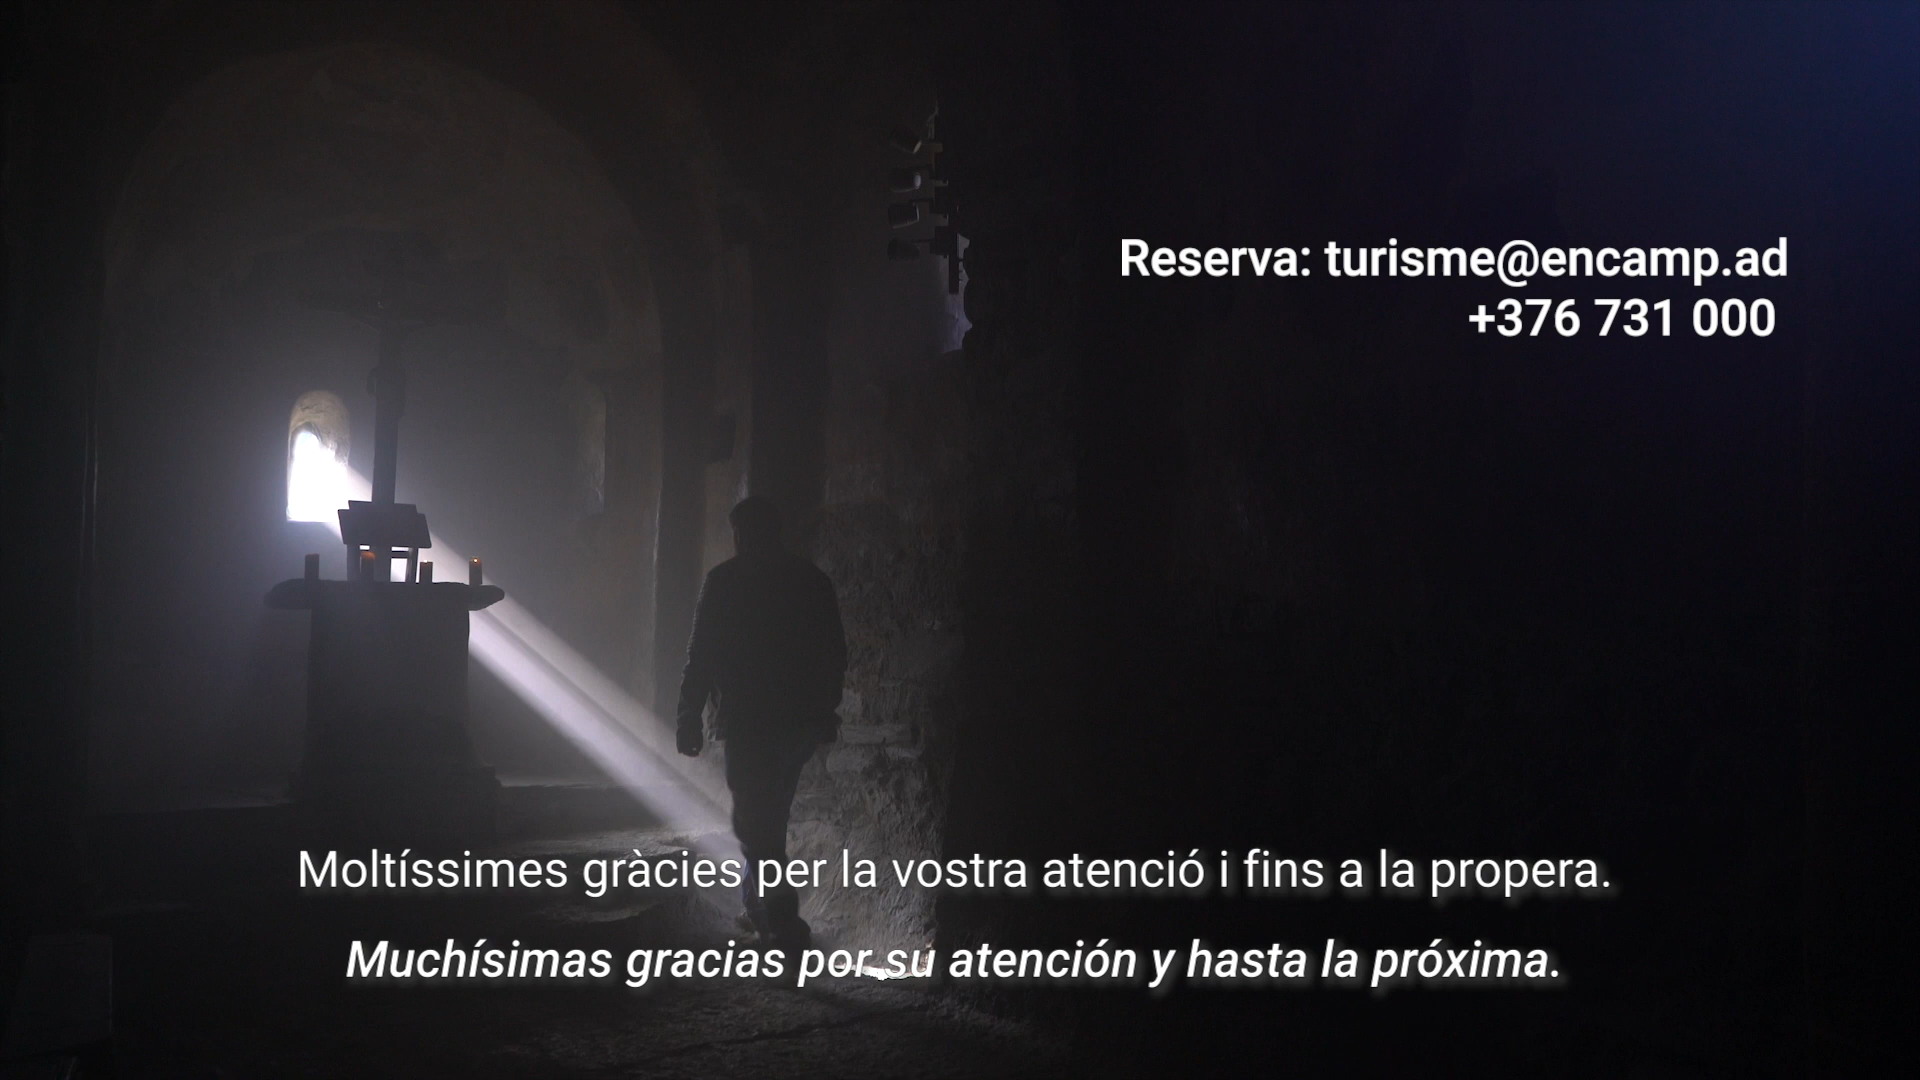 Reserva: turisme@encamp.ad
+376 731 000
Moltíssimes gràcies per la vostra atenció i fins a la propera.
Muchísimas gracias por su atención y hasta la próxima.